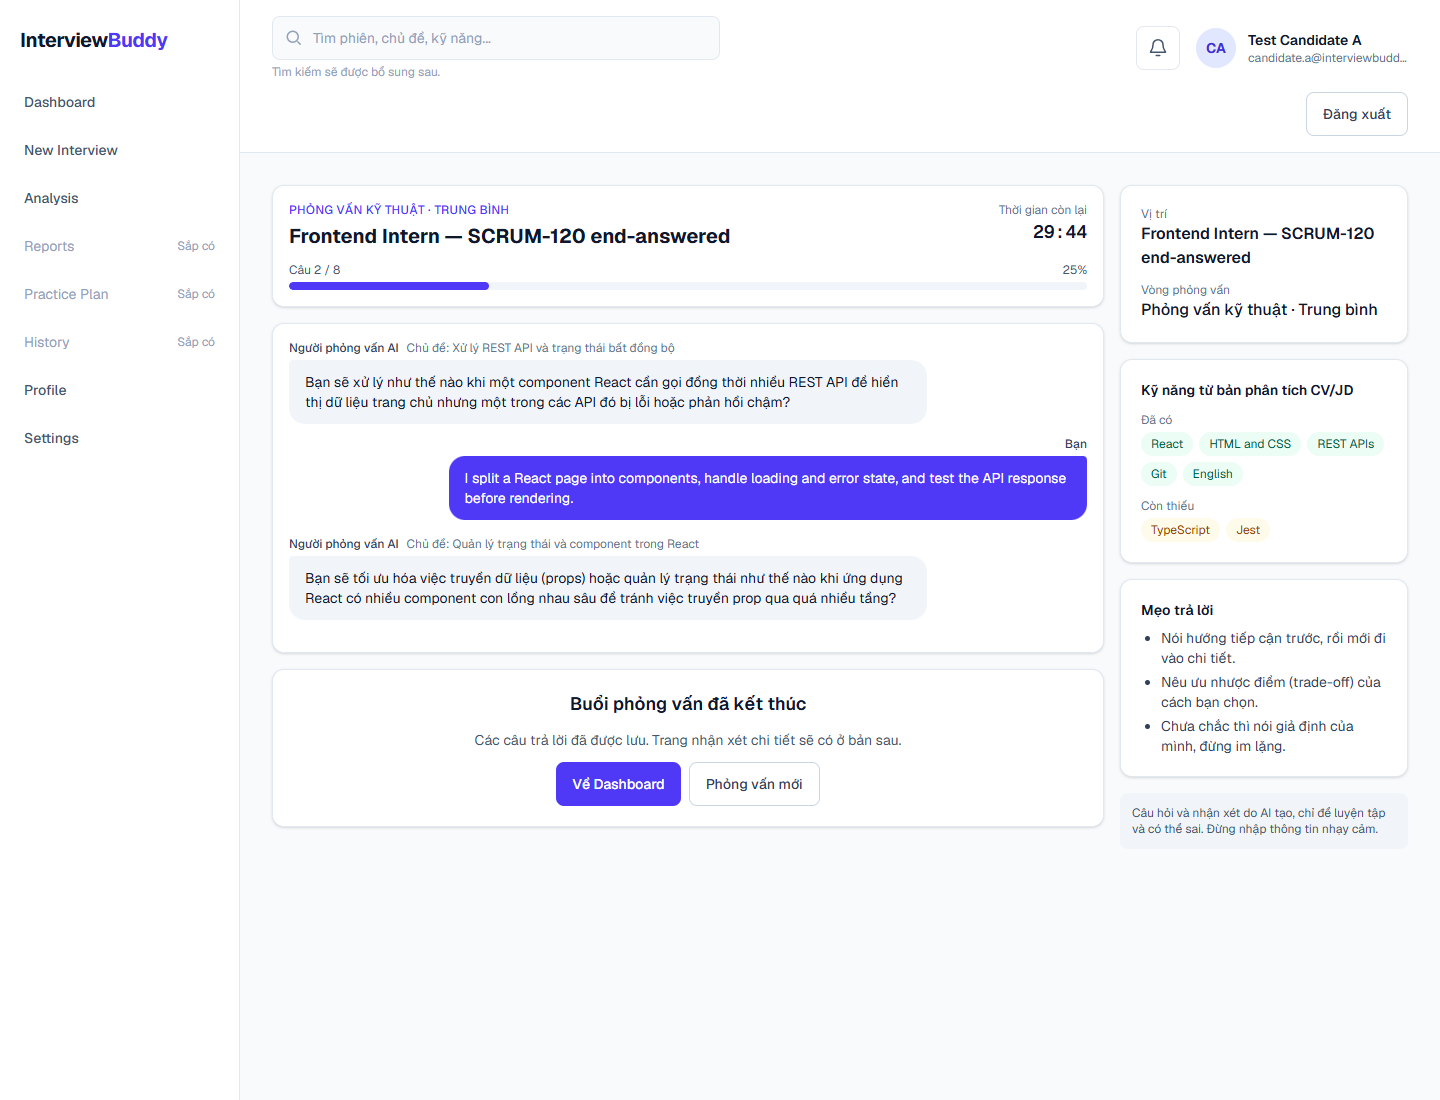 InterviewBuddy
Dashboard
New Interview
Analysis
Reports Sắp có
Practice Plan Sắp có
History Sắp có
Profile
Settings
Tìm phiên, chủ đề, kỹ năng...
Tìm kiếm sẽ được bổ sung sau.
CA
Test Candidate A
candidate.a@interviewbudd...
Đăng xuất
PHỎNG VẤN KỸ THUẬT · TRUNG BÌNH
Frontend Intern — SCRUM-120 end-answered
Thời gian còn lại
29:44
Câu 2 / 8
25%
Người phỏng vấn AI Chủ đề: Xử lý REST API và trạng thái bất đồng bộ
Bạn sẽ xử lý như thế nào khi một component React cần gọi đồng thời nhiều REST API để hiển
thị dữ liệu trang chủ nhưng một trong các API đó bị lỗi hoặc phản hồi chậm?
Bạn
I split a React page into components, handle loading and error state, and test the API response
before rendering.
Người phỏng vấn AI Chủ đề: Quản lý trạng thái và component trong React
Bạn sẽ tối ưu hóa việc truyền dữ liệu (props) hoặc quản lý trạng thái như thế nào khi ứng dụng
React có nhiều component con lồng nhau sâu để tránh việc truyền prop qua quá nhiều tầng?
Buổi phỏng vấn đã kết thúc
Các câu trả lời đã được lưu. Trang nhận xét chi tiết sẽ có ở bản sau.
Về Dashboard
Phỏng vấn mới
Vị trí
Frontend Intern — SCRUM-120
end-answered
Vòng phỏng vấn
Phỏng vấn kỹ thuật · Trung bình
Kỹ năng từ bản phân tích CV/JD
Đã có
React HTML and CSS REST APIs
Git English
Còn thiếu
TypeScript Jest
Mẹo trả lời
Nói hướng tiếp cận trước, rồi mới đi
vào chi tiết.
Nêu ưu nhược điểm (trade-off) của
cách bạn chọn.
Chưa chắc thì nói giả định của
mình, đừng im lặng.
Câu hỏi và nhận xét do AI tạo, chỉ để luyện tập
và có thể sai. Đừng nhập thông tin nhạy cảm.